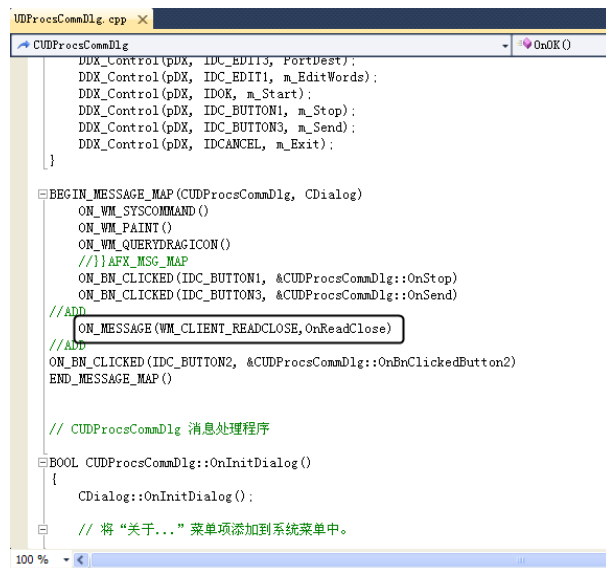 UDProcsCommDlg.cpp
CUDProcsCommDlg OnOK()
DDX_Control(pDX, IDC_EDIT3, PortDest);
DDX_Control(pDX, IDC_EDIT1, m_EditWords);
DDX_Control(pDX, IDOK, m_Start);
DDX_Control(pDX, IDC_BUTTON1, m_Stop);
DDX_Control(pDX, IDC_BUTTON3, m_Send);
DDX_Control(pDX, IDCANCEL, m_Exit);
}
BEGIN_MESSAGE_MAP(CUDProcsCommDlg, CDialog)
ON_WM_SYSCOMMAND()
ON_WM_PAINT()
ON_WM_QUERYDRAGICON()
//}}AFX_MSG_MAP
ON_BN_CLICKED(IDC_BUTTON1, &CUDProcsCommDlg::OnStop)
ON_BN_CLICKED(IDC_BUTTON3, &CUDProcsCommDlg::OnSend)
//ADD
ON_MESSAGE(WM_CLIENT_READCLOSE,OnReadClose)
//ADD
ON_BN_CLICKED(IDC_BUTTON2, &CUDProcsCommDlg::OnBnClickedButton2)
END_MESSAGE_MAP()
// CUDProcsCommDlg 消息处理程序
BOOL CUDProcsCommDlg::OnInitDialog()
{
CDialog::OnInitDialog();
// 将“关于...”菜单项添加到系统菜单中。
100 %